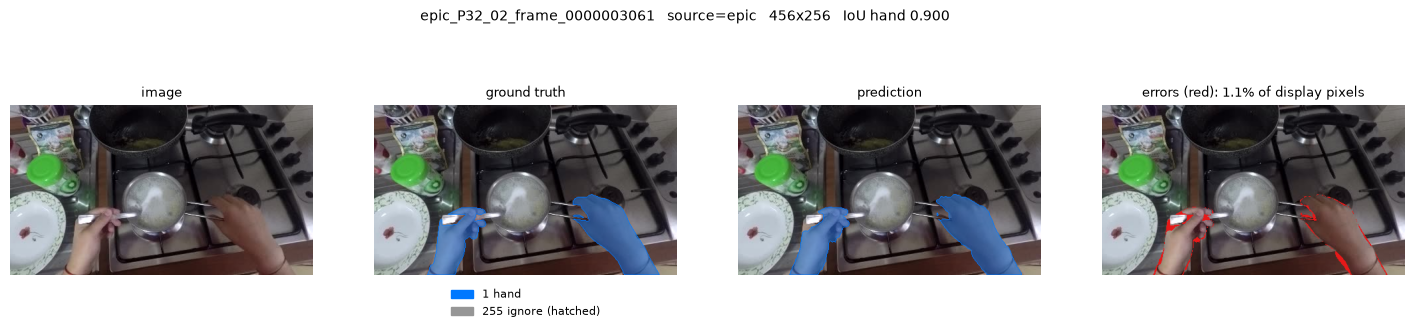 epic_P32_02_frame_0000003061   source=epic   456x256   IoU hand 0.900
image
ground truth
prediction
errors (red): 1.1% of display pixels
1 hand
255 ignore (hatched)